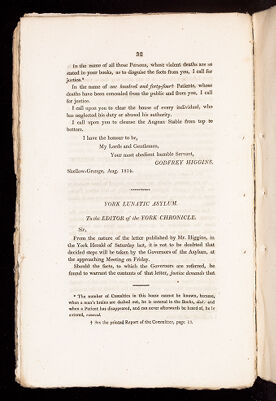 32
In the name of all those Persons, whose violent deaths are so
stated in your books, as to disguise the facts from you, I call for
justice.*
In the name of one hundred and forty-four† Patients, whose
deaths have been concealed from the public and from you, I call
for justice.
I call upon you to clear the house of every individual, who
has neglected his duty or abused his authority.
I call upon you to cleanse the Augean Stable from top to
bottom.
I have the honour to be,
My Lords and Gentlemen,
Your most obedient humble Servant,
GODFREY HIGGINS.
Skellow-Grange, Aug. 1814.
YORK LUNATIC ASYLUM.
To the EDITOR of the YORK CHRONICLE.
Sir,
From the nature of the letter published by Mr. Higgins, in
the York Herald of Saturday last, it is not to be doubted that
decided steps will be taken by the Governors of the Asylum, at
the approaching Meeting on Friday.
Should the facts, to which the Governors are referred, be
found to warrant the contents of that letter, justice demands that
* The number of Casualties in this house cannot be known, because,
when a man's brains are dashed out, he is entered in the Books, died: and
when a Patient has disappeared, and not never afterwards be heard of, he is
entered, removed.
† See the printed Report of the Committee, page 13.